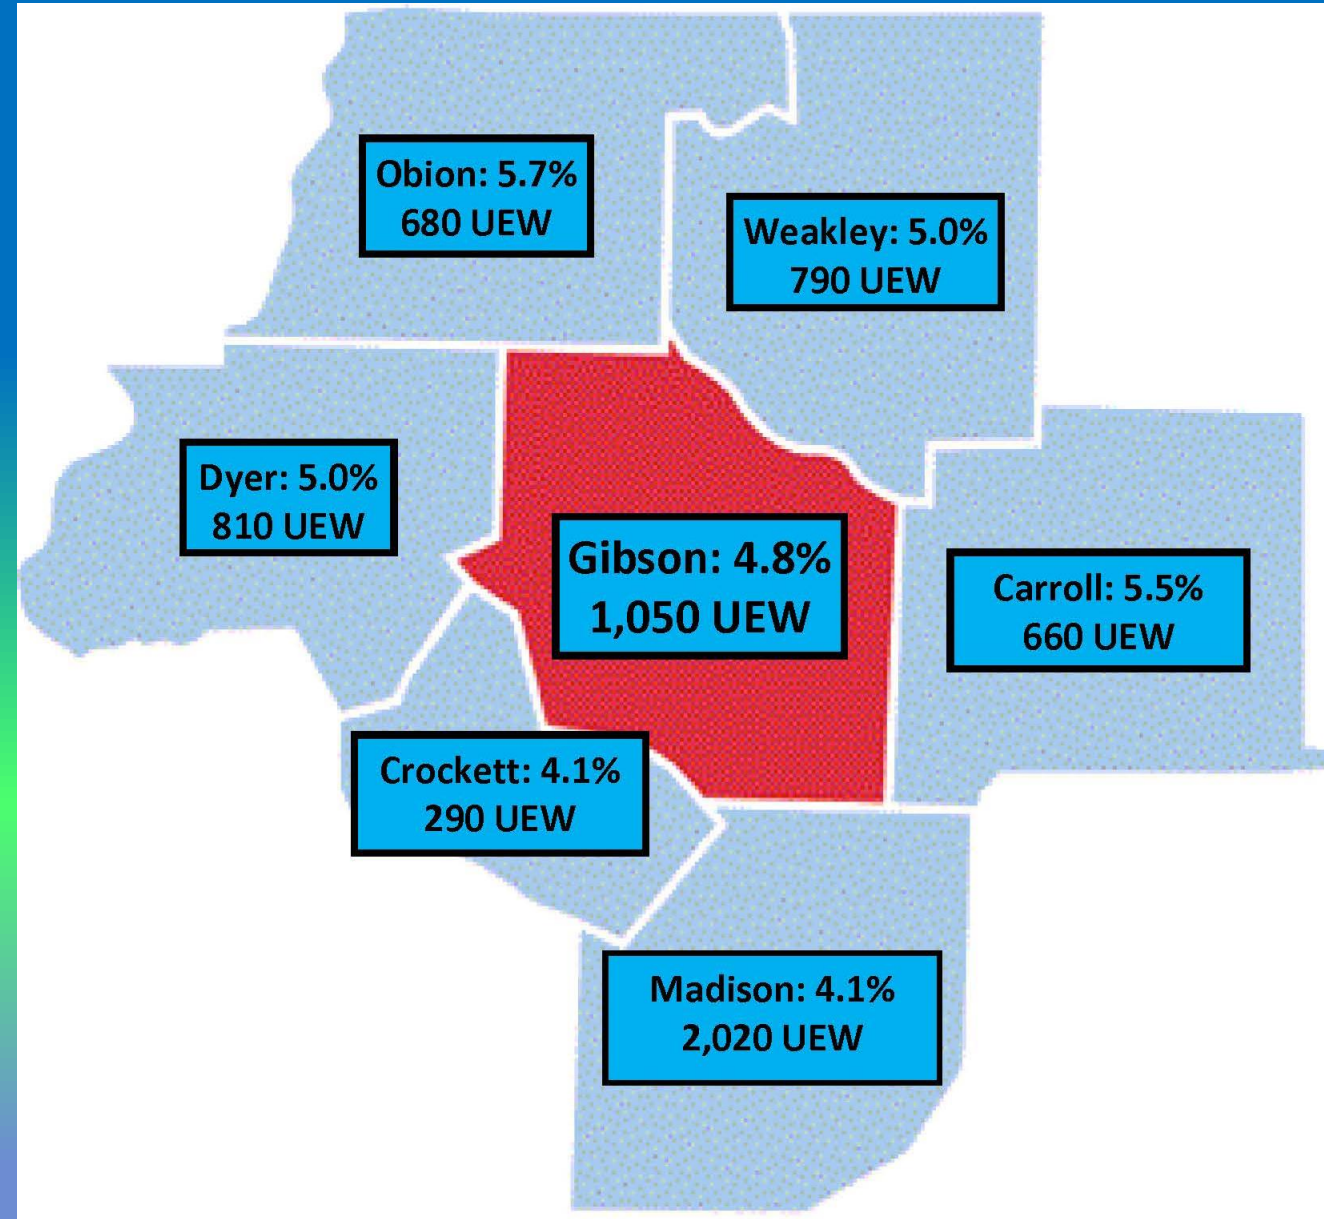 Obion: 5.7%
680 UEW
Weakley: 5.0%
790 UEW
Dyer: 5.0%
810 UEW
Gibson: 4.8%
1,050 UEW
Carroll: 5.5%
660 UEW
Crockett: 4.1%
290 UEW
Madison: 4.1%
2,020 UEW